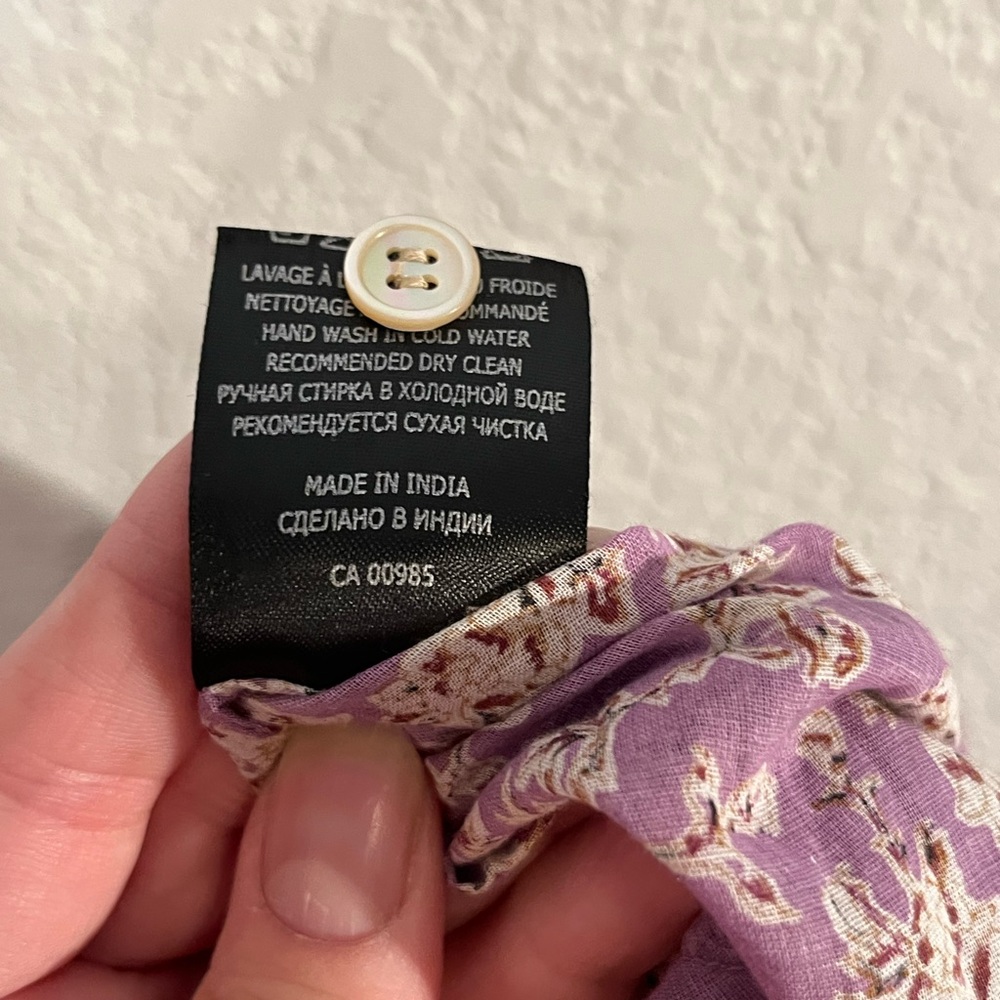 LAVAGE À FROIDE
NETTOYAGE
HAND WASH IN COLD WATER
RECOMMENDED DRY CLEAN
РУЧНАЯ СТИРКА В ХОЛОДНОЙ ВОДЕ
РЕКОМЕНДУЕТСЯ СУХАЯ ЧИСТКА
MADE IN INDIA
СДЕЛАНО В ИНДИИ
CA 00985